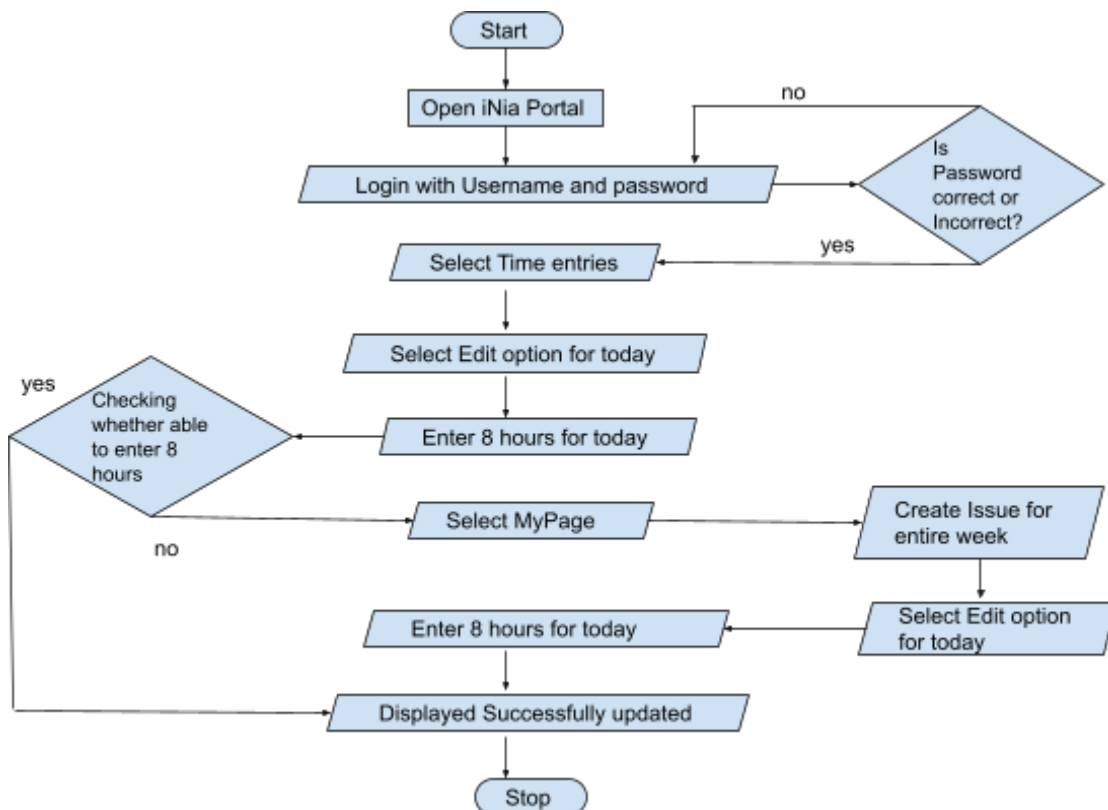 Start
Open iNia Portal
no
Login with Username and password
Is
Password
correct or
Incorrect?
yes
Select Time entries
Select Edit option for today
yes
Checking
whether able
to enter 8
hours
Enter 8 hours for today
no
Select MyPage
Create Issue for
entire week
Select Edit option
for today
Enter 8 hours for today
Displayed Successfully updated
Stop